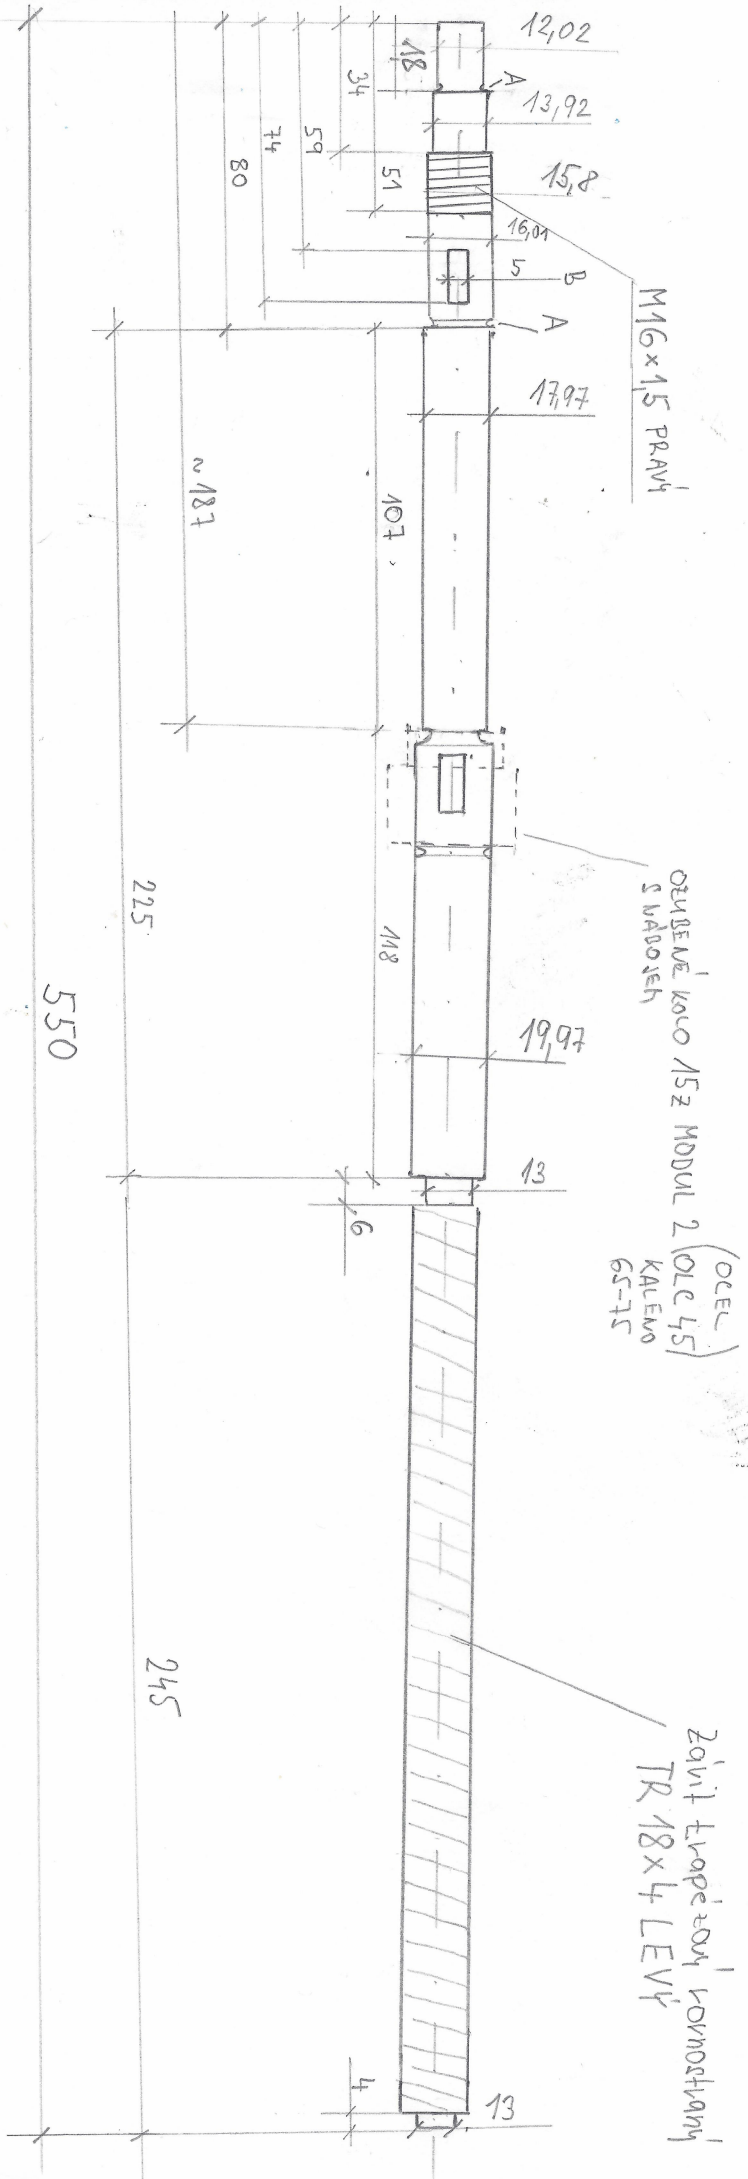 12,02
18
A
34
13,92
59
74
80
51
15,8
16,01
5
B
A
M16x1,5 PRAVÝ
17,97
~187
107
225
118
550
OZUBENÉ KOLO 15Z MODUL 2 (OLC 45)
S NÁBOJEM
OCEL
KALENO
65-75
19,97
13
6
245
Závit trapézový rovnostranný
TR 18x4 LEVÝ
4
13